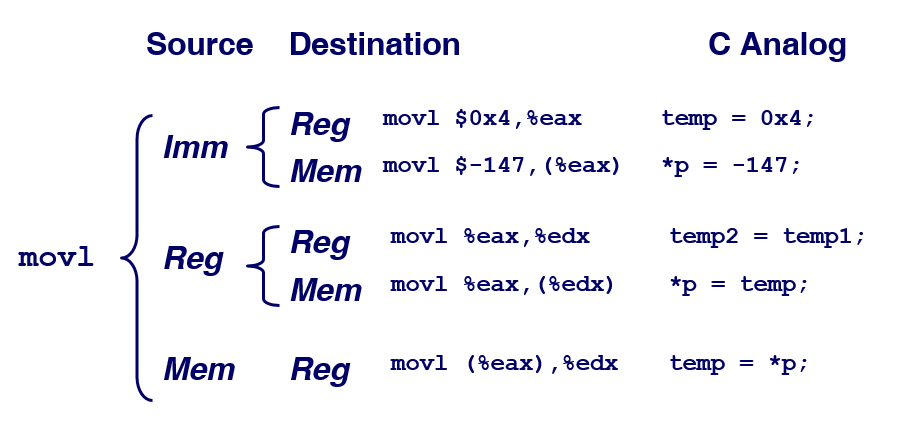 Source Destination C Analog
Reg movl $0x4,%eax temp = 0x4;
Imm
Mem movl $-147,(%eax) *p = -147;
Reg movl %eax,%edx temp2 = temp1;
movl Reg
Mem movl %eax,(%edx) *p = temp;
Mem Reg movl (%eax),%edx temp = *p;